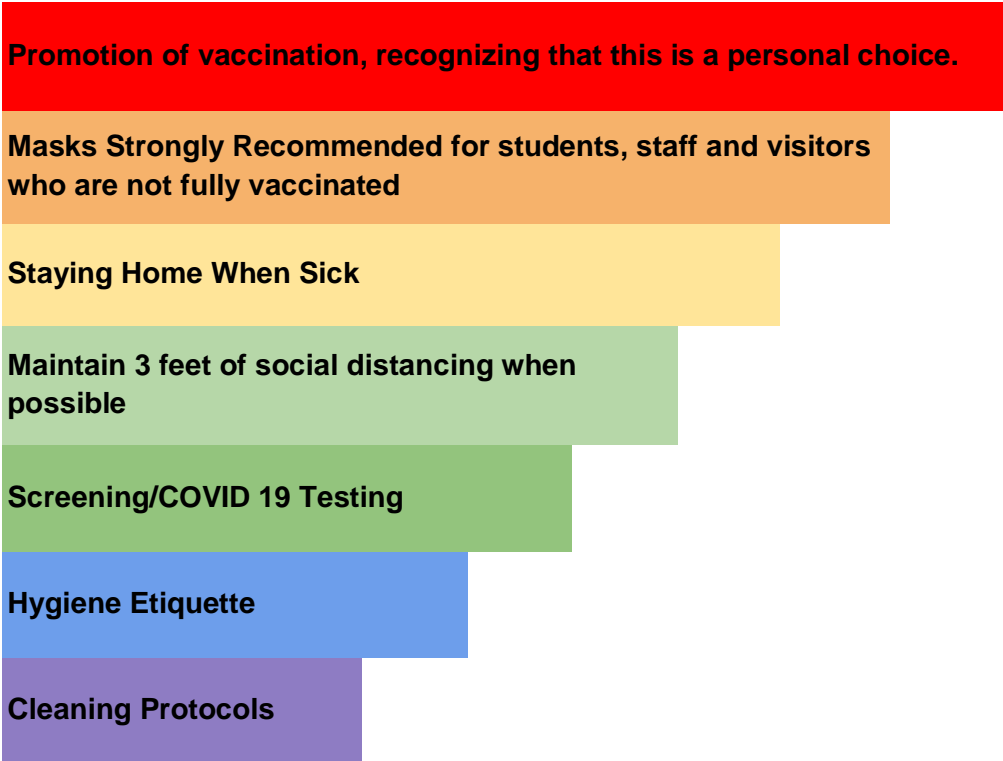 Promotion of vaccination, recognizing that this is a personal choice.
Masks Strongly Recommended for students, staff and visitors
who are not fully vaccinated
Staying Home When Sick
Maintain 3 feet of social distancing when
possible
Screening/COVID 19 Testing
Hygiene Etiquette
Cleaning Protocols